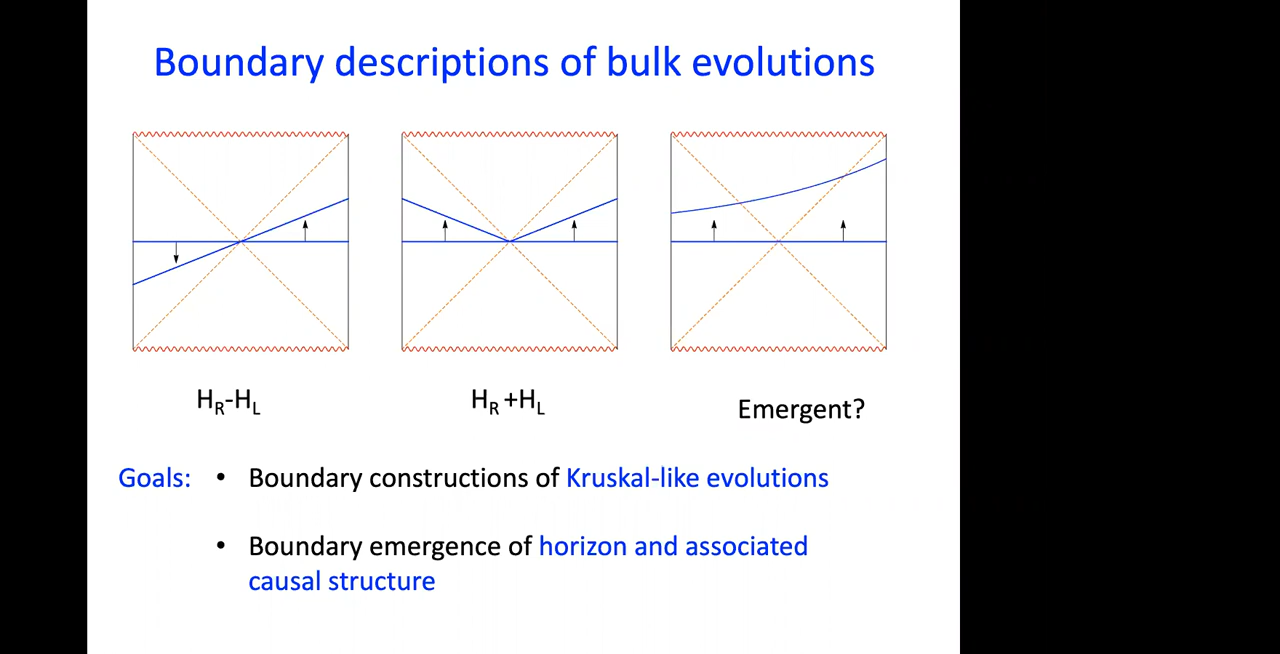 Boundary descriptions of bulk evolutions
HR-HL
HR +HL
Emergent?
Goals: • Boundary constructions of Kruskal-like evolutions
• Boundary emergence of horizon and associated
causal structure